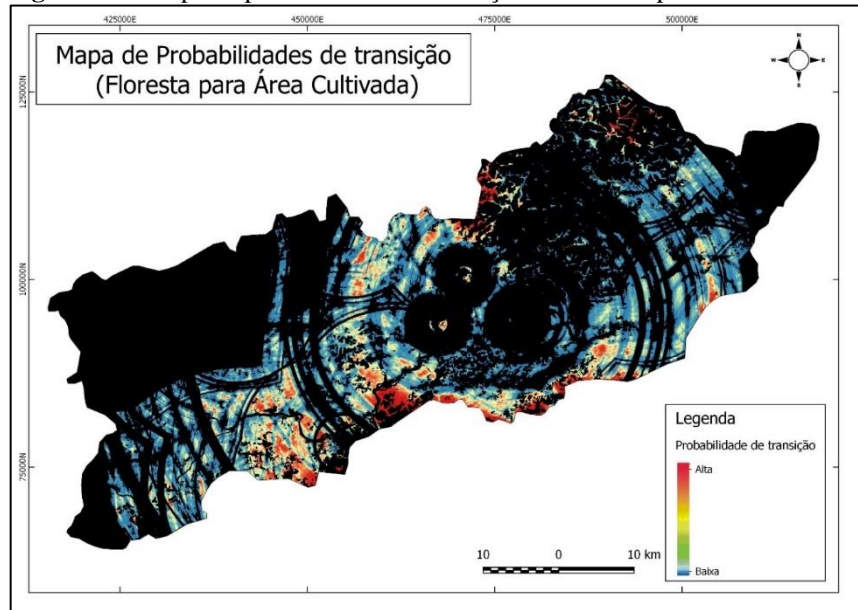 425000E 450000E 475000E 500000E
Mapa de Probabilidades de transição
(Floresta para Área Cultivada)
N
W E
S
125000N
100000N
75000N
Legenda
Probabilidade de transição
Alta
Baixa
10 0 10 km